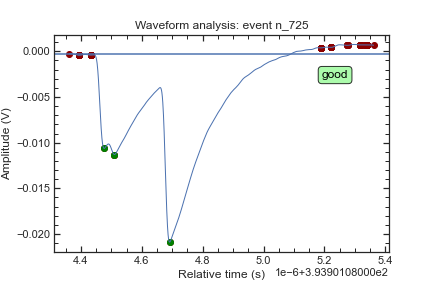 Waveform analysis: event n_725
Amplitude (V)
0.000
−0.005
−0.010
−0.015
−0.020
good
4.4 4.6 4.8 5.0 5.2 5.4
Relative time (s) 1e−6+3.9390108000e2